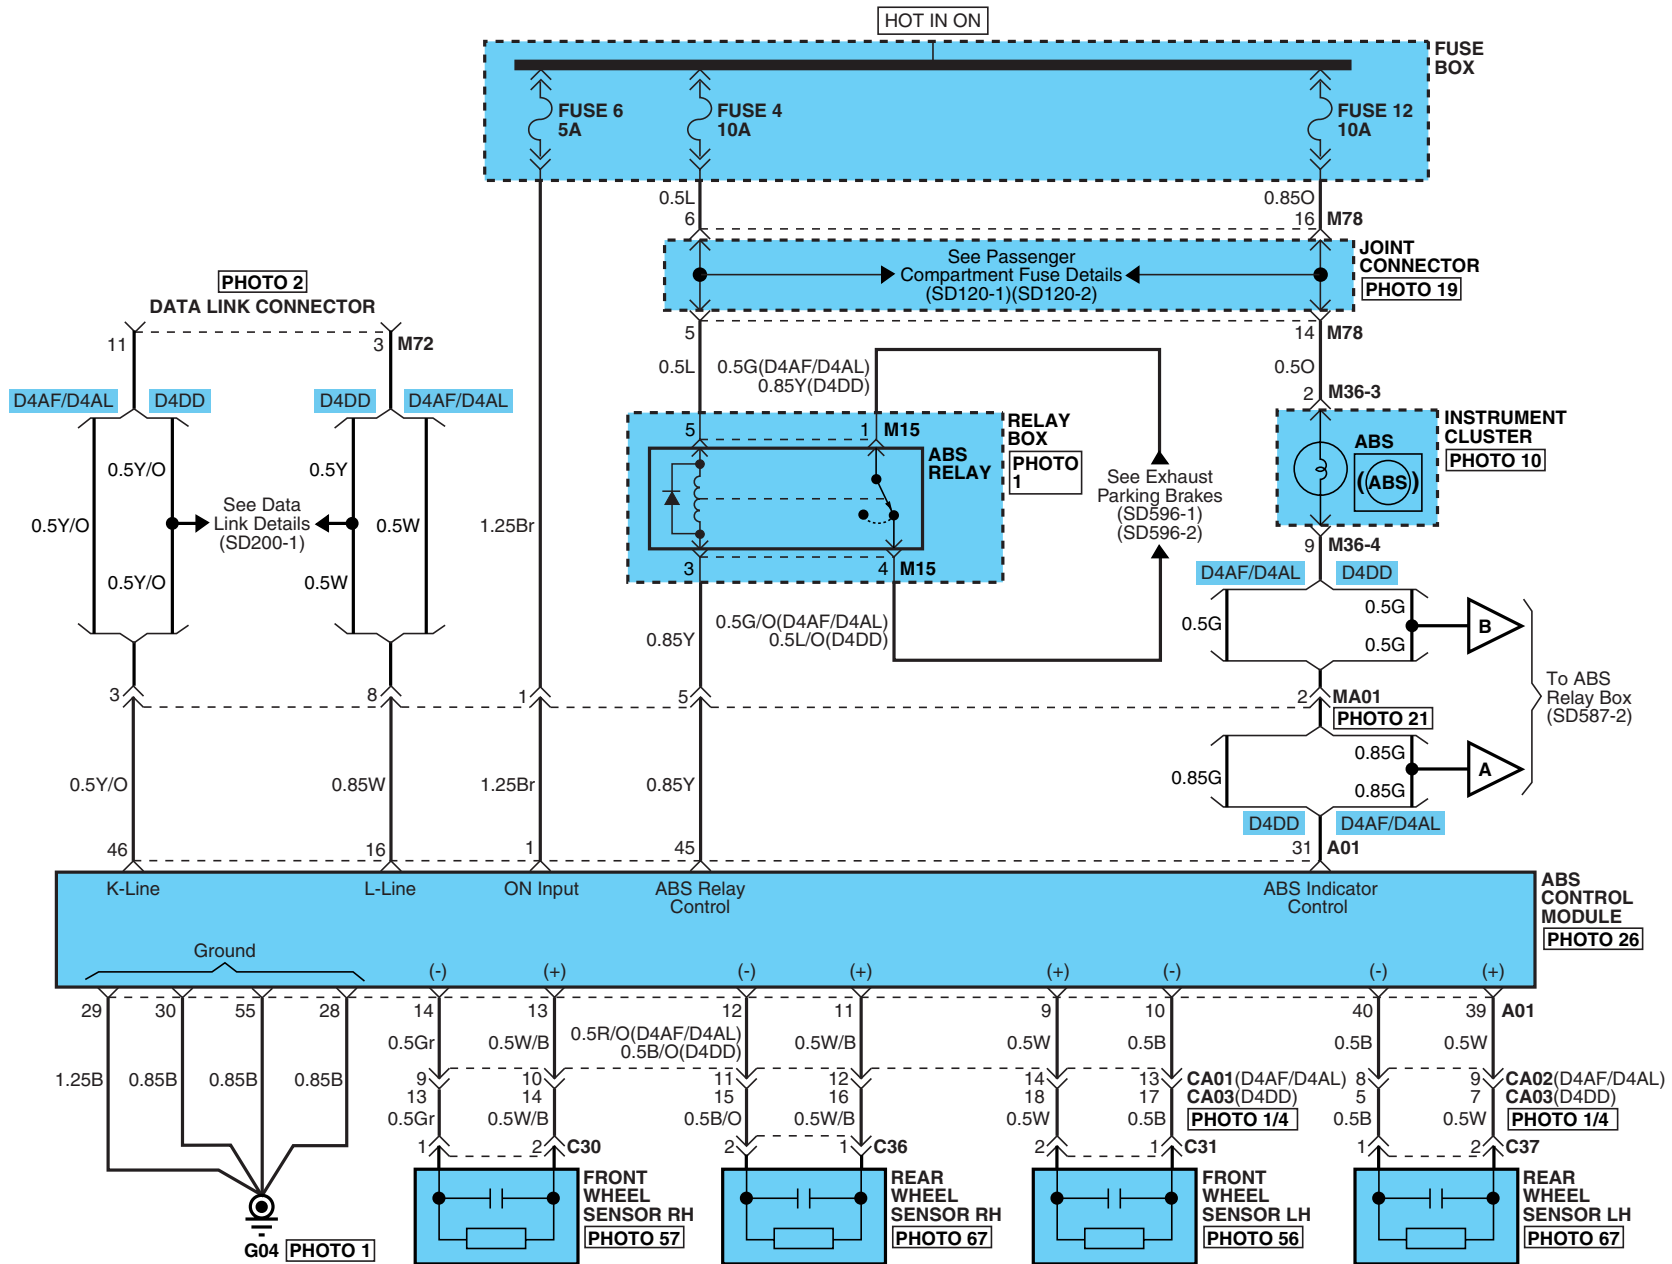 HOT IN ON
FUSE
BOX
FUSE 6
5A
FUSE 4
10A
FUSE 12
10A
0.5L
0.85O
6
16
M78
See Passenger
Compartment Fuse Details
(SD120-1)(SD120-2)
JOINT
CONNECTOR
PHOTO 19
PHOTO 2
DATA LINK CONNECTOR
11
3
M72
5
14
M78
0.5L
0.5G(D4AF/D4AL)
0.85Y(D4DD)
0.5O
2
M36-3
D4AF/D4AL
D4DD
D4DD
D4AF/D4AL
5
1
M15
RELAY
BOX
PHOTO
1
ABS
RELAY
INSTRUMENT
CLUSTER
PHOTO 10
ABS
(ABS)
0.5Y/O
0.5Y
See Data
Link Details
(SD200-1)
0.5Y/O
0.5W
1.25Br
0.5Y/O
0.5W
See Exhaust
Parking Brakes
(SD596-1)
(SD596-2)
3
4
M15
9
M36-4
D4AF/D4AL
D4DD
0.5G/O(D4AF/D4AL)
0.5L/O(D4DD)
0.85Y
0.5G
0.5G
0.5G
B
3
8
1
5
2
MA01
PHOTO 21
To ABS
Relay Box
(SD587-2)
0.5Y/O
0.85W
1.25Br
0.85Y
0.85G
0.85G
0.85G
A
D4DD
D4AF/D4AL
46
16
1
45
31
A01
K-Line
L-Line
ON Input
ABS Relay
Control
ABS Indicator
Control
ABS
CONTROL
MODULE
PHOTO 26
Ground
(-)
(+)
(-)
(+)
(+)
(-)
(-)
(+)
29
30
55
28
14
13
12
11
9
10
40
39
A01
0.5Gr
0.5W/B
0.5R/O(D4AF/D4AL)
0.5B/O(D4DD)
0.5W/B
0.5W
0.5B
0.5B
0.5W
1.25B
0.85B
0.85B
0.85B
9
10
11
12
14
13
CA01(D4AF/D4AL)
8
9
CA02(D4AF/D4AL)
13
14
15
16
18
17
CA03(D4DD)
5
7
CA03(D4DD)
PHOTO 1/4
PHOTO 1/4
0.5Gr
0.5W/B
0.5B/O
0.5W/B
0.5W
0.5B
0.5B
0.5W
1
2
C30
2
1
C36
2
1
C31
1
2
C37
FRONT
WHEEL
SENSOR RH
PHOTO 57
REAR
WHEEL
SENSOR RH
PHOTO 67
FRONT
WHEEL
SENSOR LH
PHOTO 56
REAR
WHEEL
SENSOR LH
PHOTO 67
G04
PHOTO 1